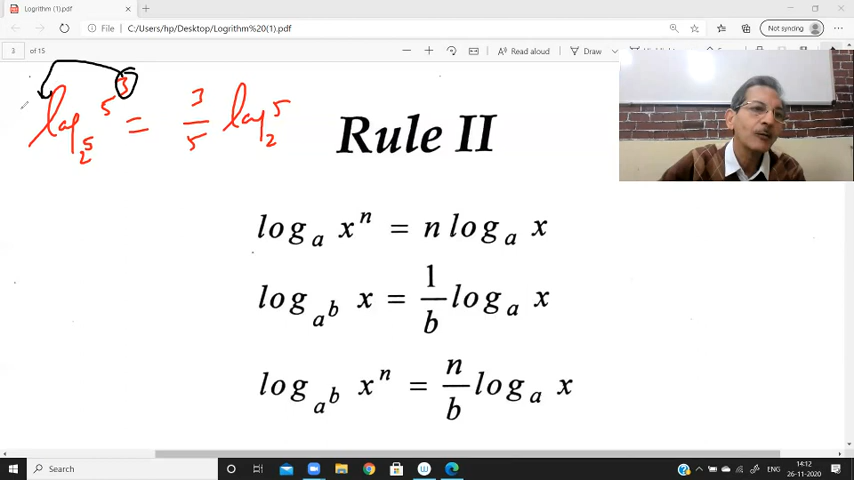 Logrithm (1).pdf
File | C:/Users/hp/Desktop/Logrithm%20(1).pdf
Not syncing
3 of 15
Read aloud
Draw
log_{2^5} 5^3 = 3/5 log_2 5
Rule II
log_a x^n = n log_a x
log_{a^b} x = 1/b log_a x
log_{a^b} x^n = n/b log_a x
Search
ENG
14:12
26-11-2020